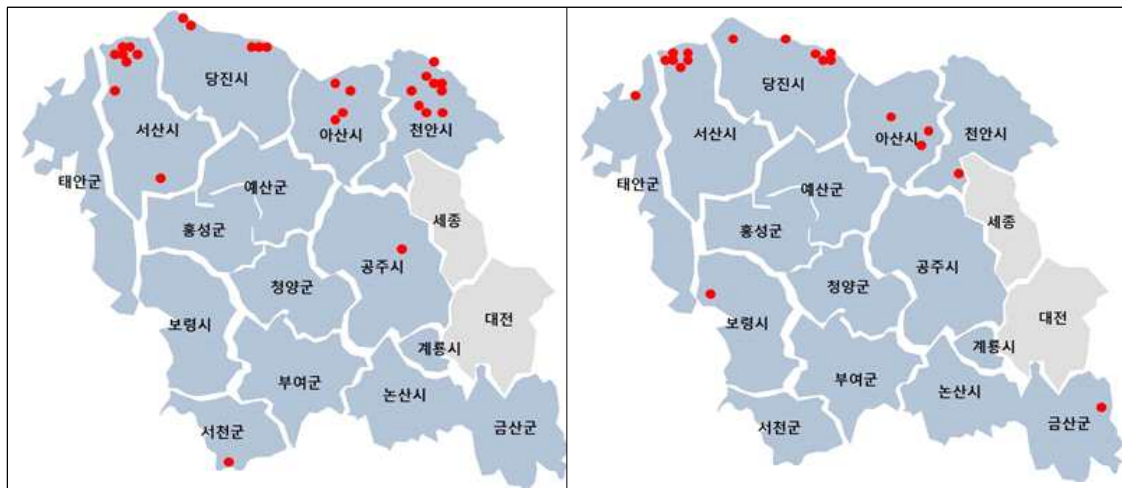 당진시
서산시
아산시
천안시
태안군
예산군
세종
홍성군
공주시
청양군
대전
보령시
계룡시
부여군
논산시
서천군
금산군
당진시
서산시
아산시
천안시
태안군
예산군
세종
홍성군
공주시
청양군
대전
보령시
계룡시
부여군
논산시
서천군
금산군